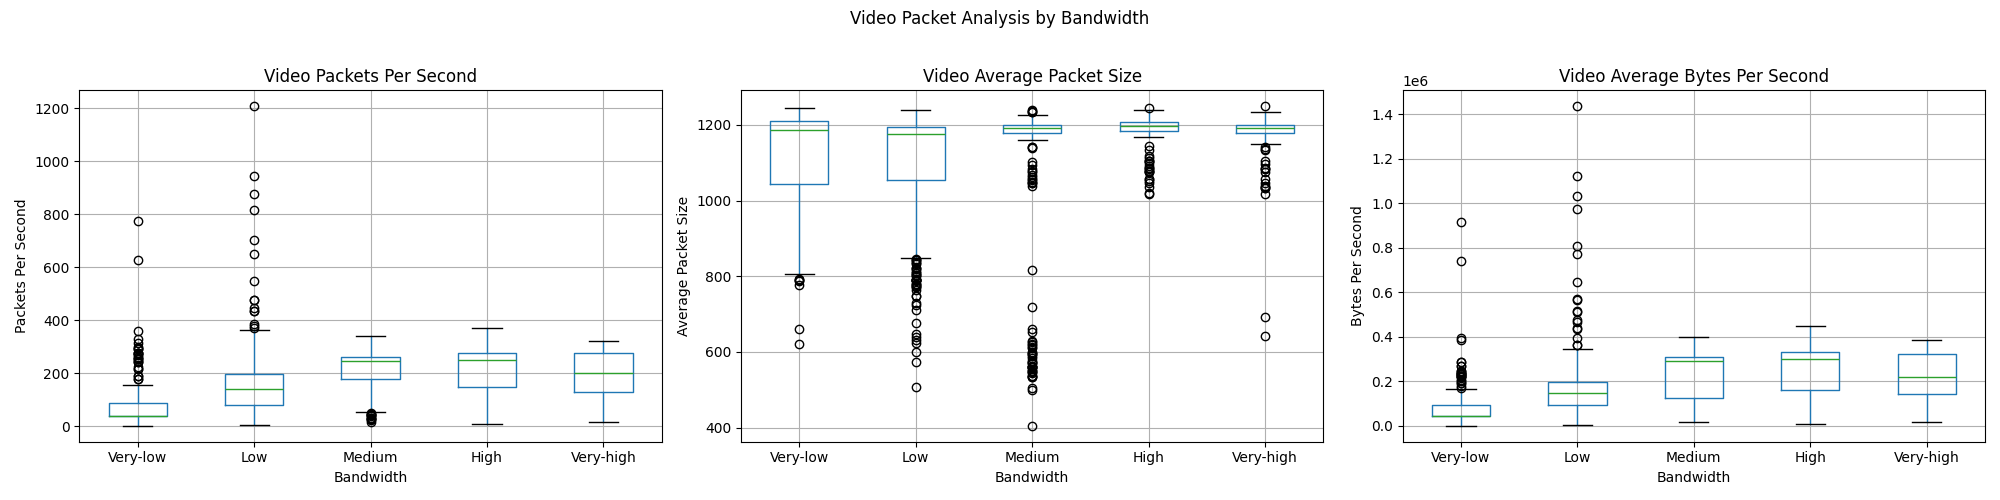 Video Packet Analysis by Bandwidth
Video Packets Per Second
1200
1000
800
600
400
200
0
Packets Per Second
Very-low Low Medium High Very-high
Bandwidth
Video Average Packet Size
1200
1000
800
600
400
Average Packet Size
Very-low Low Medium High Very-high
Bandwidth
Video Average Bytes Per Second
1e6
1.4
1.2
1.0
0.8
0.6
0.4
0.2
0.0
Bytes Per Second
Very-low Low Medium High Very-high
Bandwidth